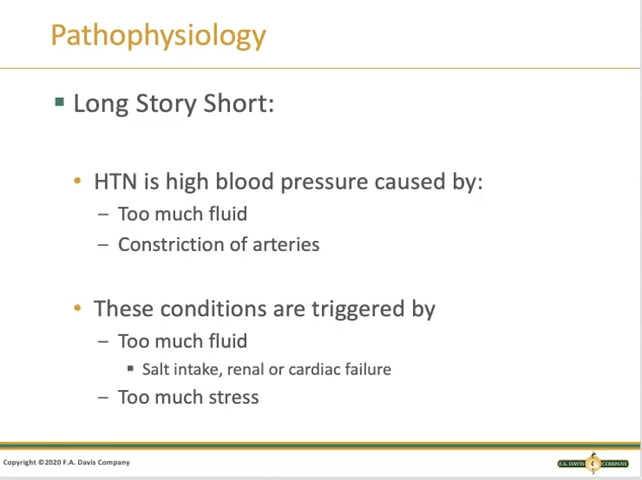 Pathophysiology
Long Story Short:
HTN is high blood pressure caused by:
– Too much fluid
– Constriction of arteries
These conditions are triggered by
– Too much fluid
Salt intake, renal or cardiac failure
– Too much stress
Copyright ©2020 F.A. Davis Company
F.A. DAVIS COMPANY